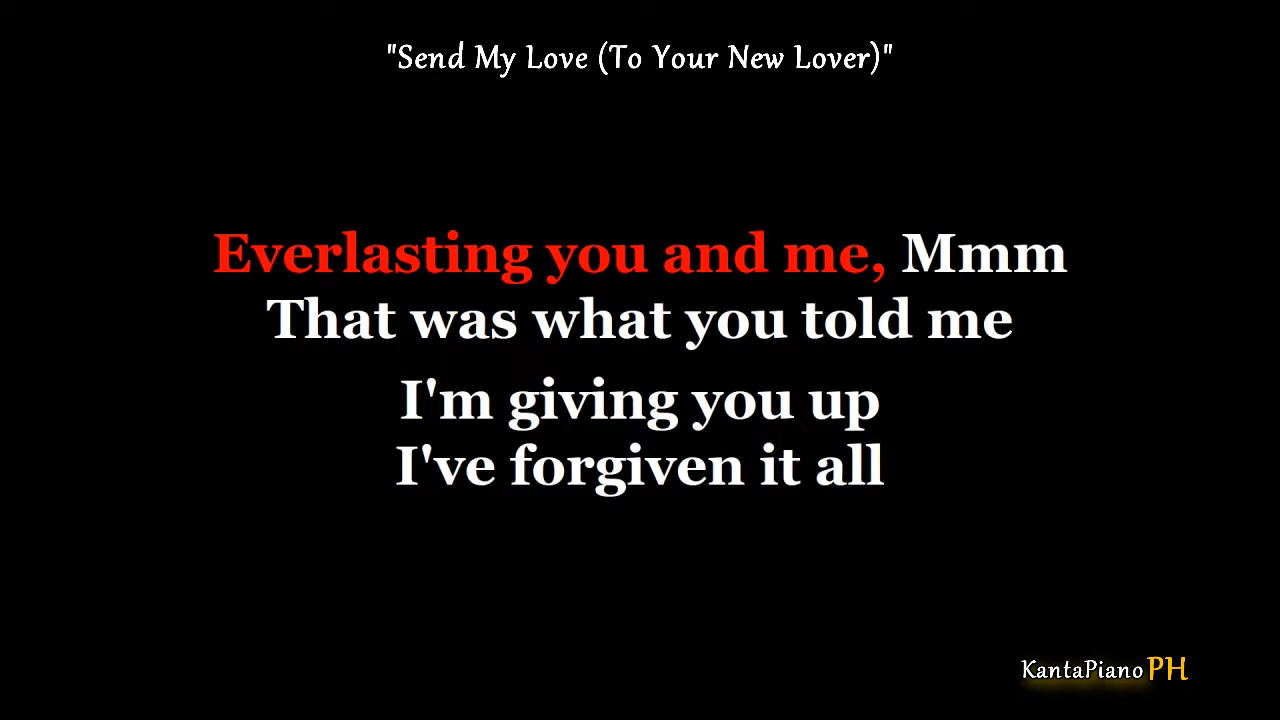 "Send My Love (To Your New Lover)"
Everlasting you and me, Mmm
That was what you told me
I'm giving you up
I've forgiven it all
KantaPiano PH